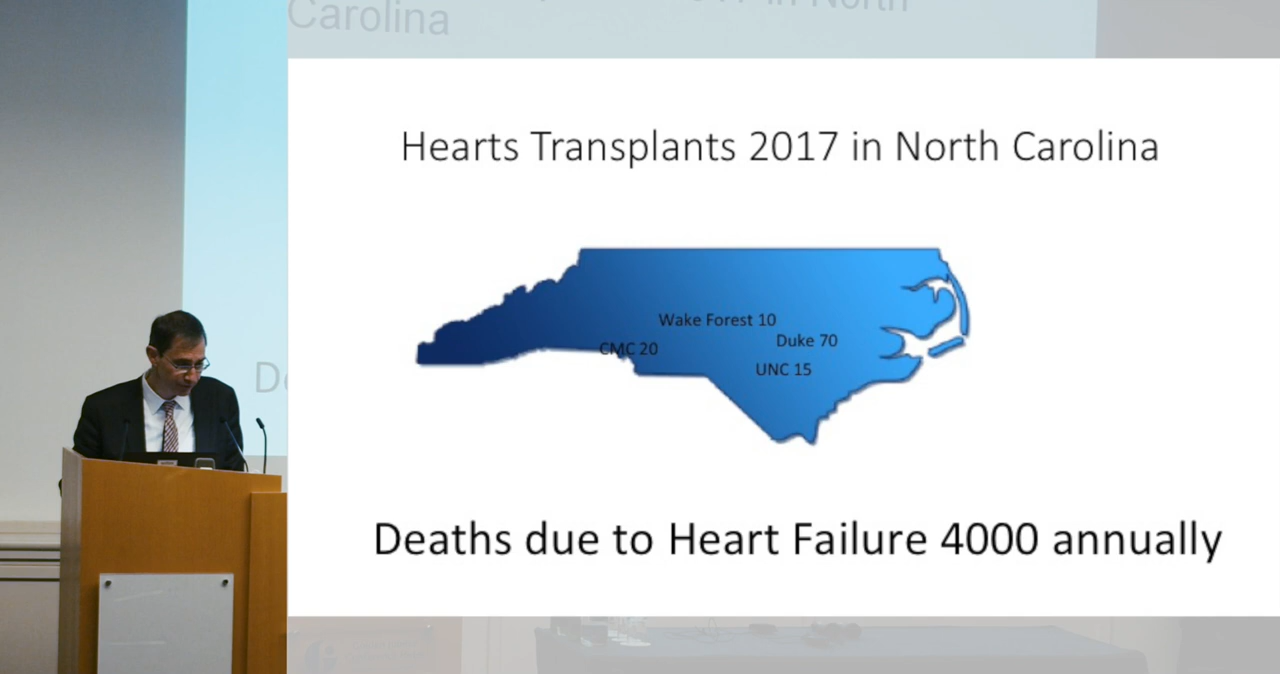 Carolina
Hearts Transplants 2017 in North Carolina
Wake Forest 10
Duke 70
CMC 20
UNC 15
Deaths due to Heart Failure 4000 annually